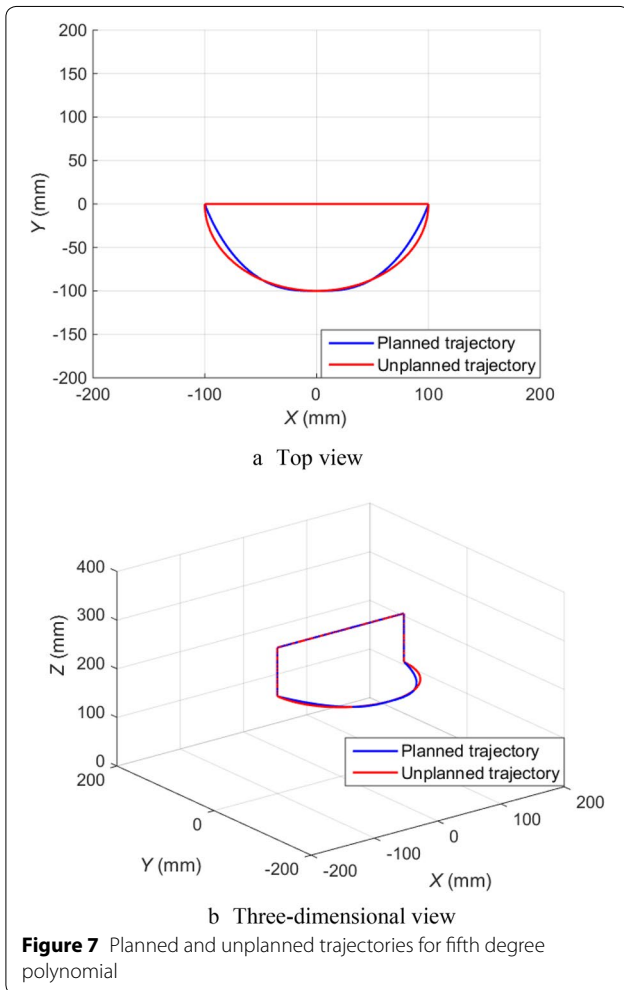 200
150
100
50
0
-50
-100
-150
-200
Y (mm)
-200 -100 0 100 200
X (mm)
Planned trajectory
Unplanned trajectory
a Top view
400
300
200
100
0
Z (mm)
200
0
-200
Y (mm)
-200
-100
0
100
200
X (mm)
Planned trajectory
Unplanned trajectory
b Three-dimensional view
Figure 7 Planned and unplanned trajectories for fifth degree
polynomial